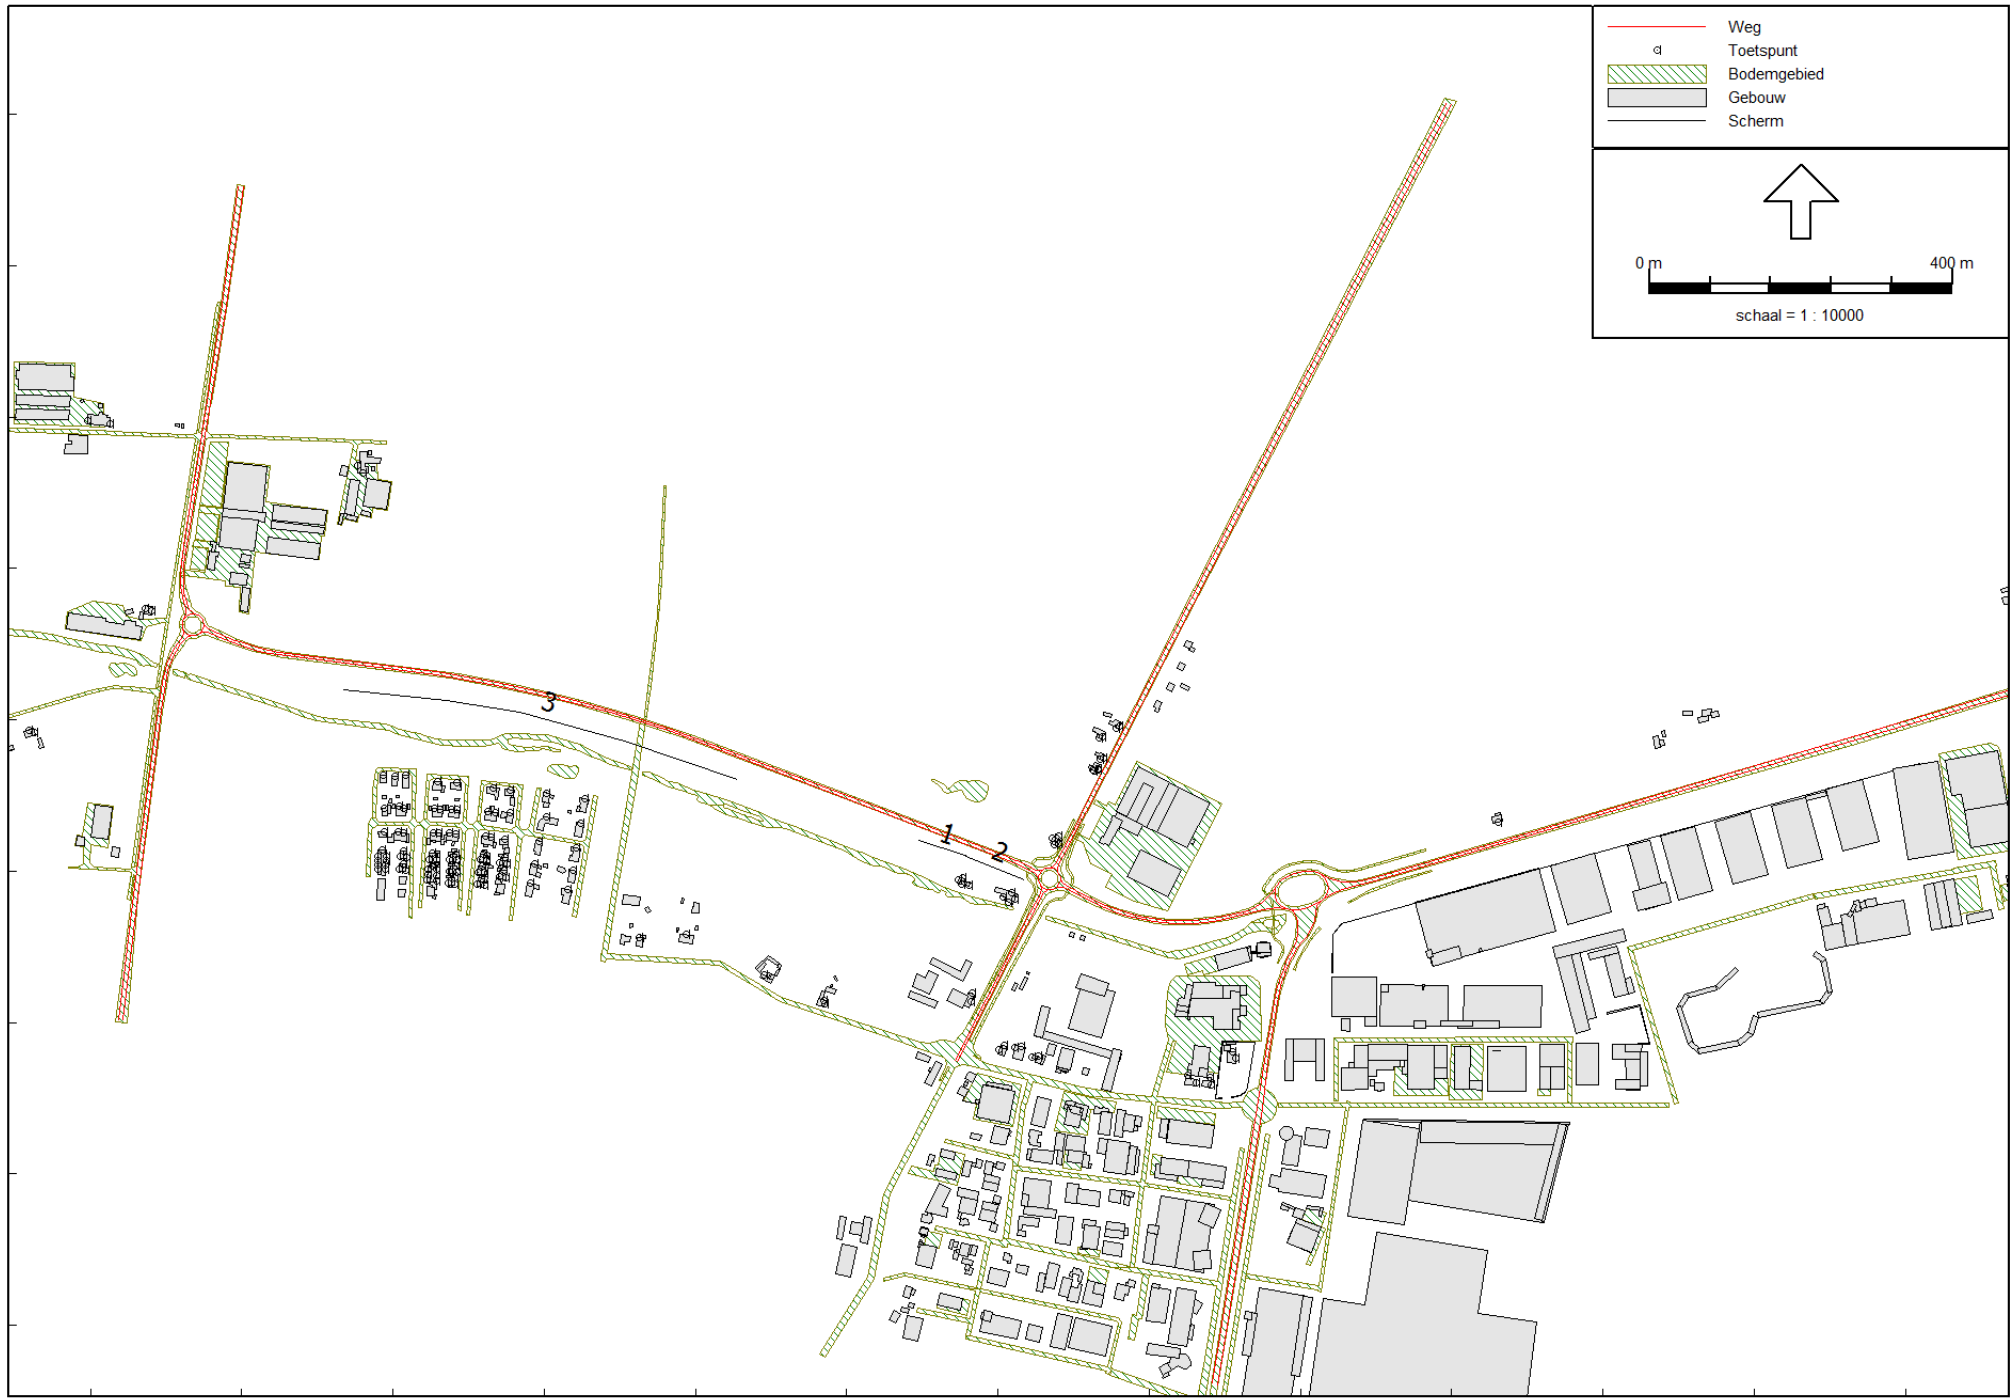 Weg
Toetspunt
Bodemgebied
Gebouw
Scherm
0 m 400 m
schaal = 1 : 10000
3
1
2